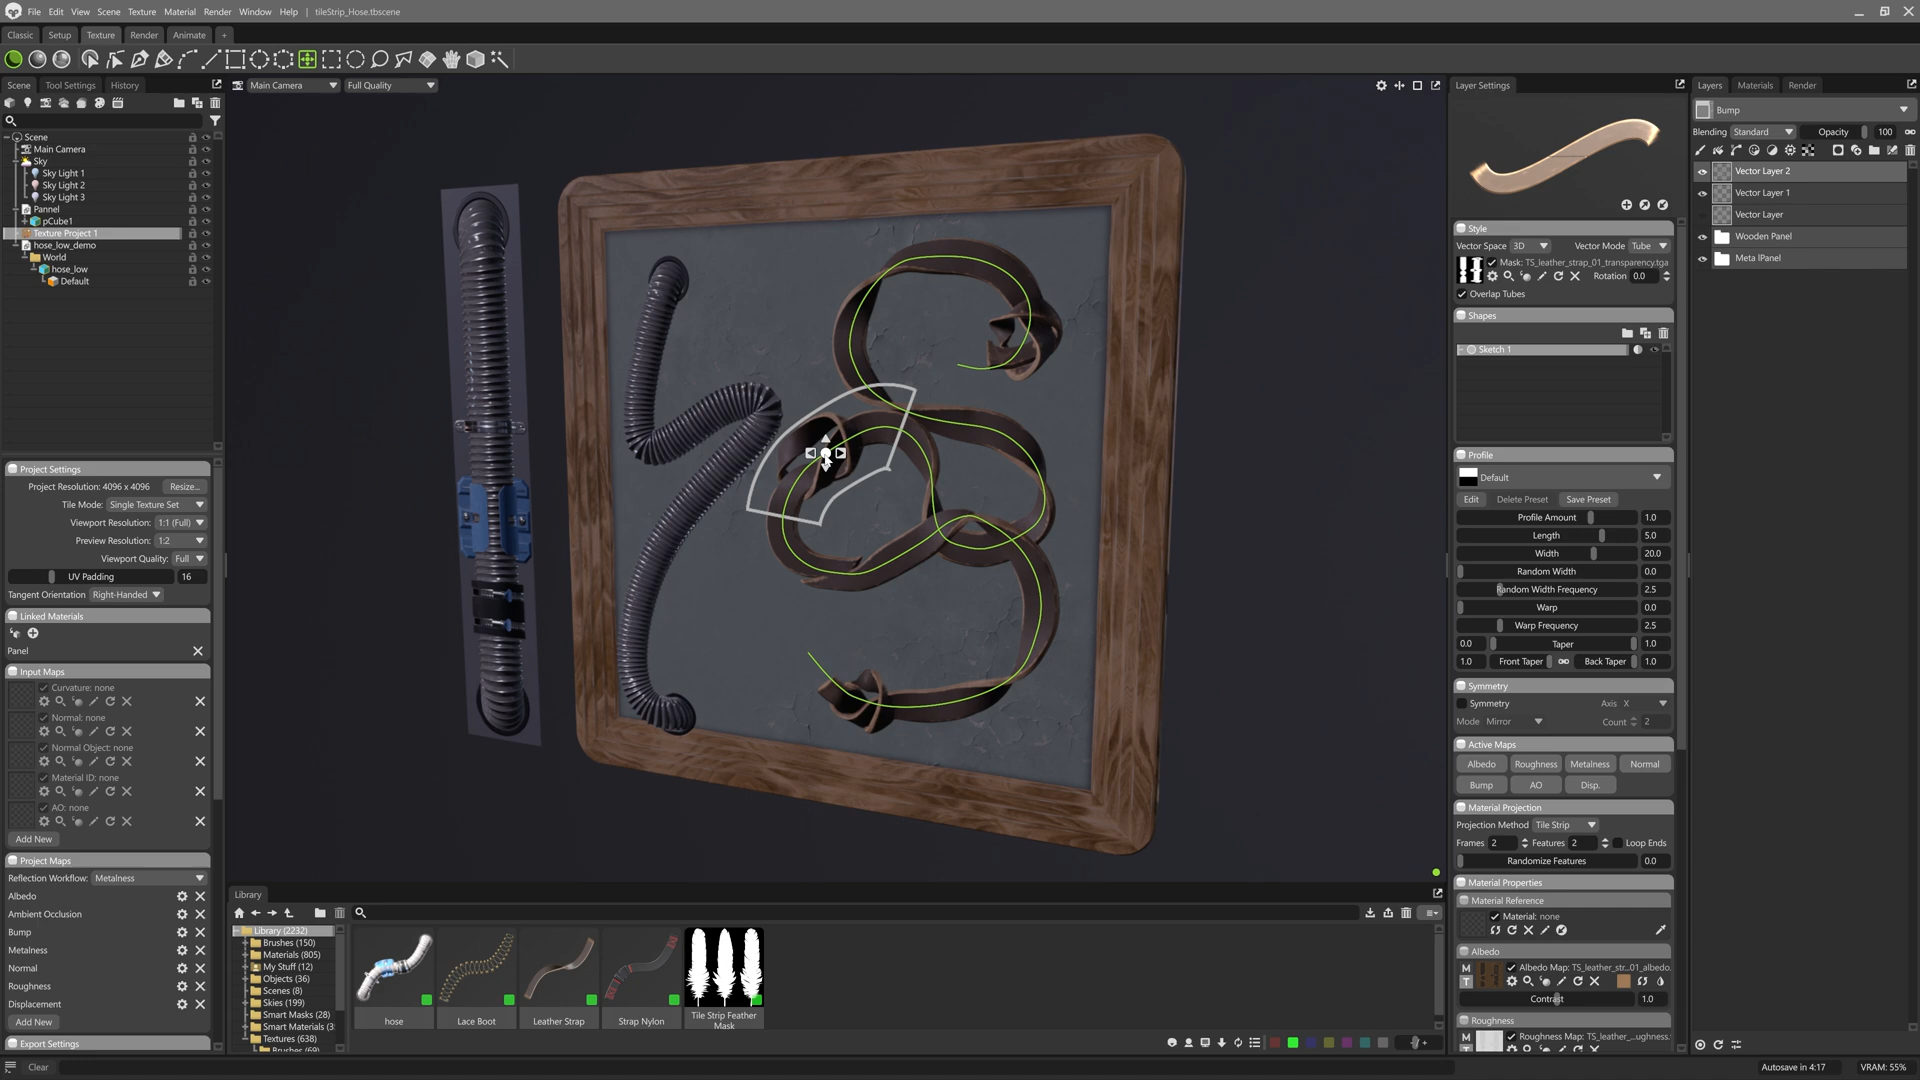 File Edit View Scene Texture Material Render Window Help tileStrip_Hose.tbscene
Classic Setup Texture Render Animate +
Scene Tool Settings History
Scene
Main Camera
Sky
Sky Light 1
Sky Light 2
Sky Light 3
Pannel
pCube1
Texture Project 1
hose_low_demo
World
hose_low
Default
Project Settings
Project Resolution: 4096 x 4096 Resize...
Tile Mode: Single Texture Set
Viewport Resolution: 1:1 (Full)
Preview Resolution: 1:2
Viewport Quality: Full
UV Padding 16
Tangent Orientation Right-Handed
Linked Materials
Panel
Input Maps
Curvature: none
Normal: none
Normal Object: none
Material ID: none
AO: none
Add New
Project Maps
Reflection Workflow: Metalness
Albedo
Ambient Occlusion
Bump
Metalness
Normal
Roughness
Displacement
Add New
Export Settings
Clear
Main Camera Full Quality
Library
Library (2232)
Brushes (150)
Materials (805)
My Stuff (12)
Objects (36)
Scenes (8)
Skies (199)
Smart Masks (28)
Smart Materials (3
Textures (638)
Brushes (69)
hose
Lace Boot
Leather Strap
Strap Nylon
Tile Strip Feather
Mask
Layer Settings
Style
Vector Space 3D Vector Mode Tube
Mask: TS_leather_strap_01_transparency.tga
Rotation 0.0
Overlap Tubes
Shapes
Sketch 1
Profile
Default
Edit Delete Preset Save Preset
Profile Amount 1.0
Length 5.0
Width 20.0
Random Width 0.0
Random Width Frequency 2.5
Warp 0.0
Warp Frequency 2.5
0.0 Taper 1.0
1.0 Front Taper Back Taper 1.0
Symmetry
Symmetry Axis X
Mode Mirror Count 2
Active Maps
Albedo Roughness Metalness Normal
Bump AO Disp.
Material Projection
Projection Method Tile Strip
Frames 2 Features 2 Loop Ends
Randomize Features 0.0
Material Properties
Material Reference
Material: none
Albedo
M
T
Albedo Map: TS_leather_str...01_albedo.
Contrast 1.0
Roughness
M
Roughness Map: TS_leather_...ughness.
Layers Materials Render
Bump
Blending Standard Opacity 100
Vector Layer 2
Vector Layer 1
Vector Layer
Wooden Panel
Meta lPanel
Autosave in 4:17 VRAM: 55%